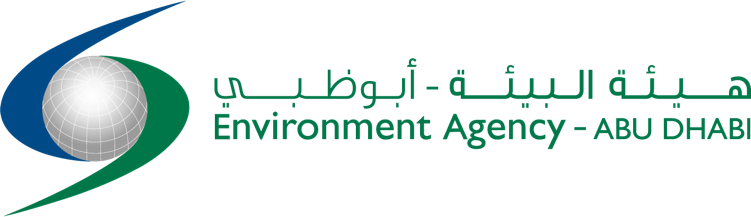 هيئة البيئة - أبوظبي
Environment Agency - ABU DHABI